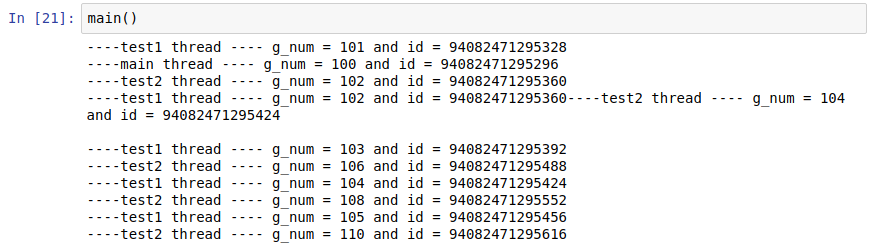 In [21]: main()
----test1 thread ---- g_num = 101 and id = 94082471295328
----main thread ---- g_num = 100 and id = 94082471295296
----test2 thread ---- g_num = 102 and id = 94082471295360
----test1 thread ---- g_num = 102 and id = 94082471295360----test2 thread ---- g_num = 104
and id = 94082471295424
----test1 thread ---- g_num = 103 and id = 94082471295392
----test2 thread ---- g_num = 106 and id = 94082471295488
----test1 thread ---- g_num = 104 and id = 94082471295424
----test2 thread ---- g_num = 108 and id = 94082471295552
----test1 thread ---- g_num = 105 and id = 94082471295456
----test2 thread ---- g_num = 110 and id = 94082471295616